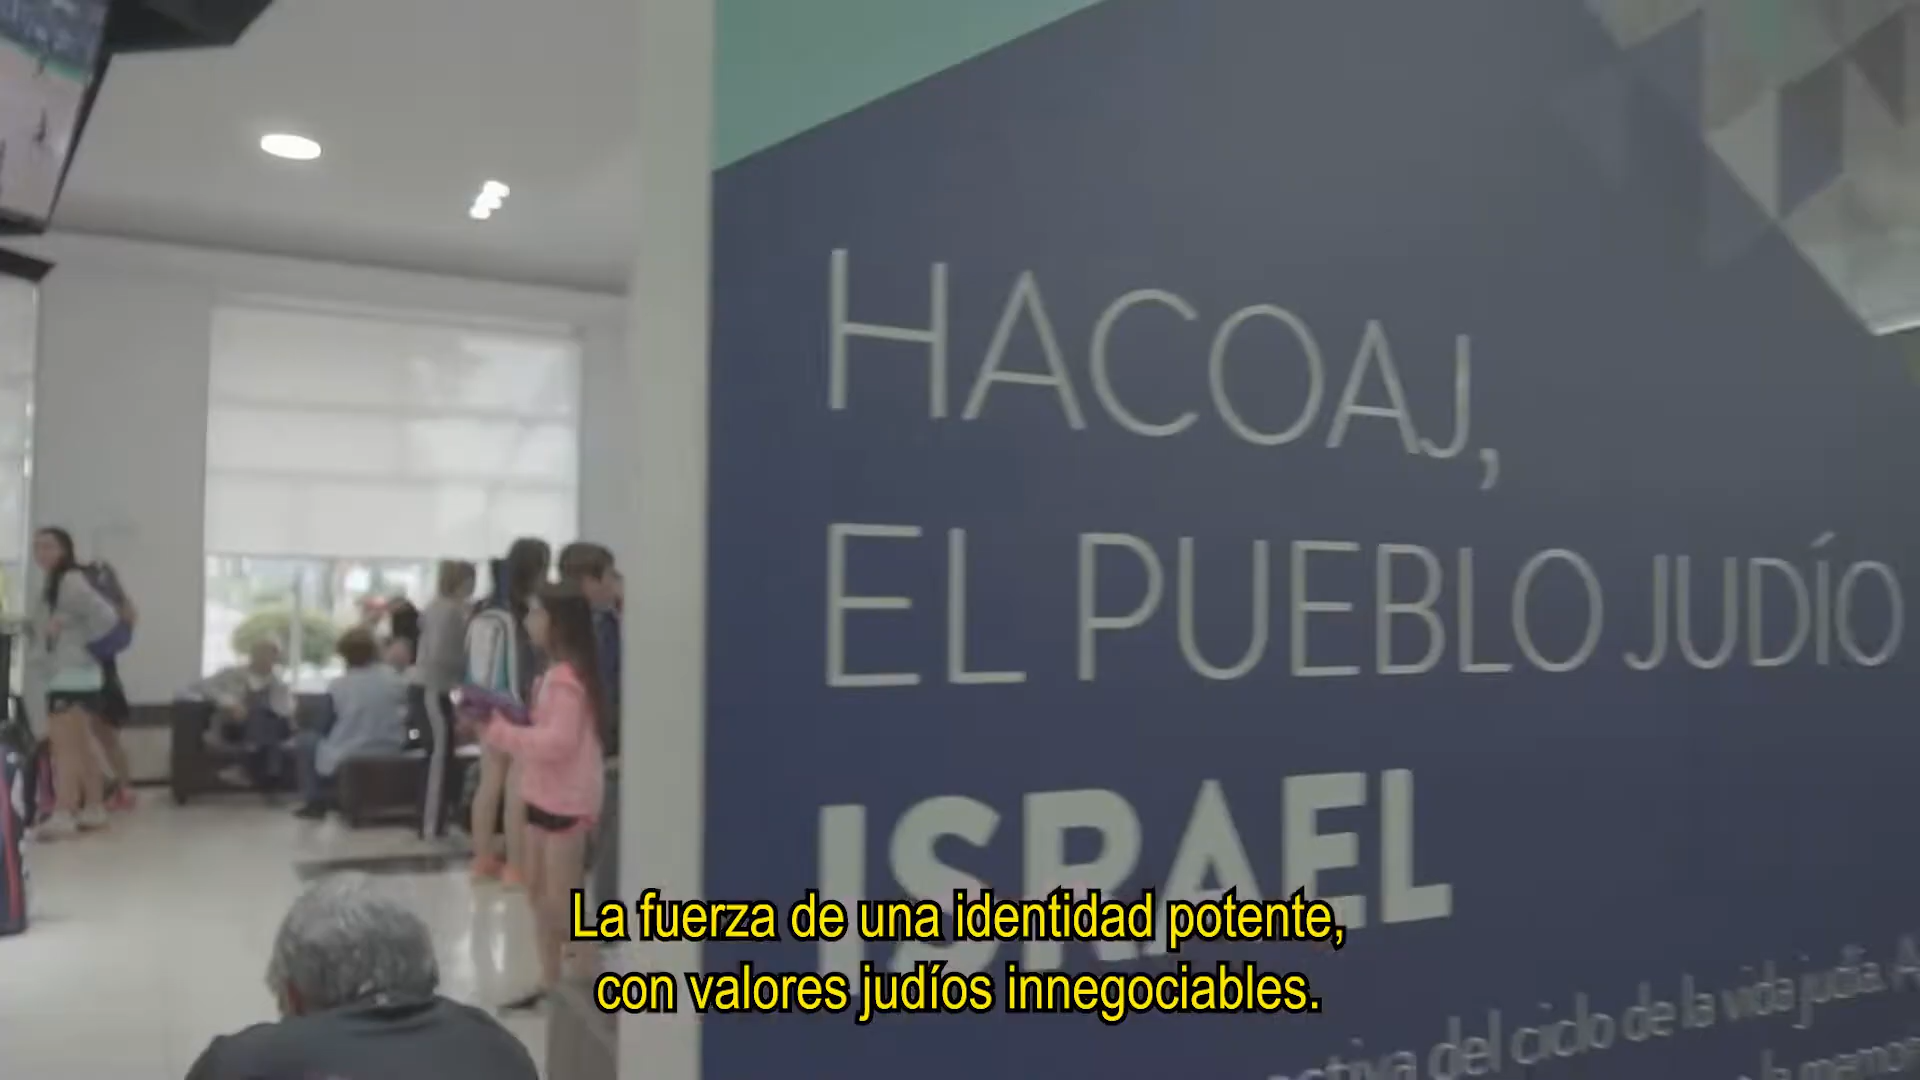 HACOAJ,
EL PUEBLO JUDÍO
ISRAEL
La fuerza de una identidad potente,
con valores judíos innegociables.
del ciclo de la vida judía.